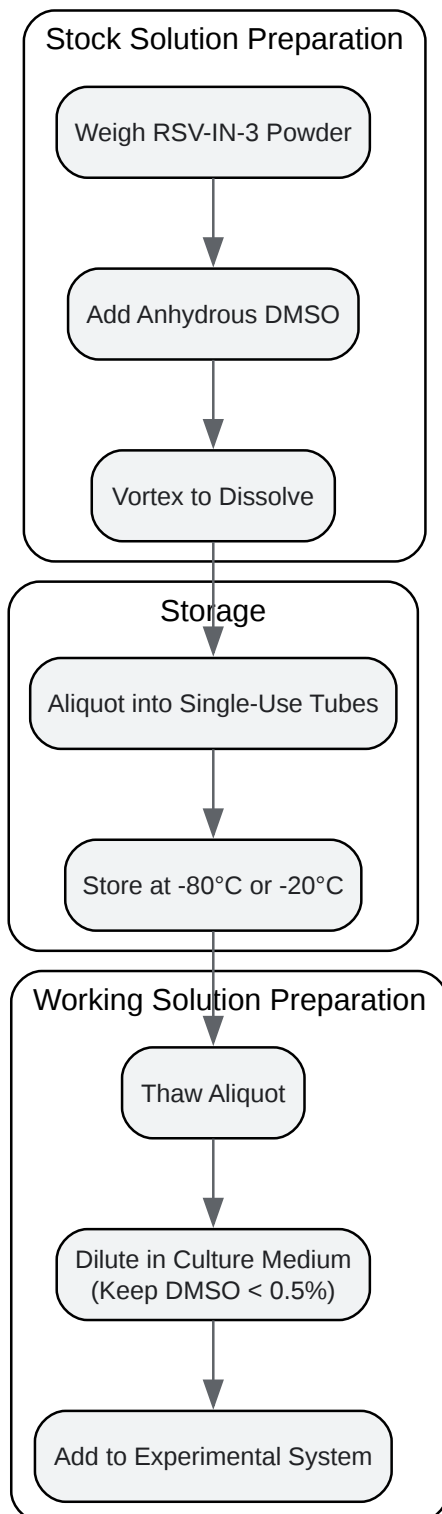 Stock Solution Preparation
Weigh RSV-IN-3 Powder
Add Anhydrous DMSO
Vortex to Dissolve
Storage
Aliquot into Single-Use Tubes
Store at -80°C or -20°C
Working Solution Preparation
Thaw Aliquot
Dilute in Culture Medium
(Keep DMSO < 0.5%)
Add to Experimental System